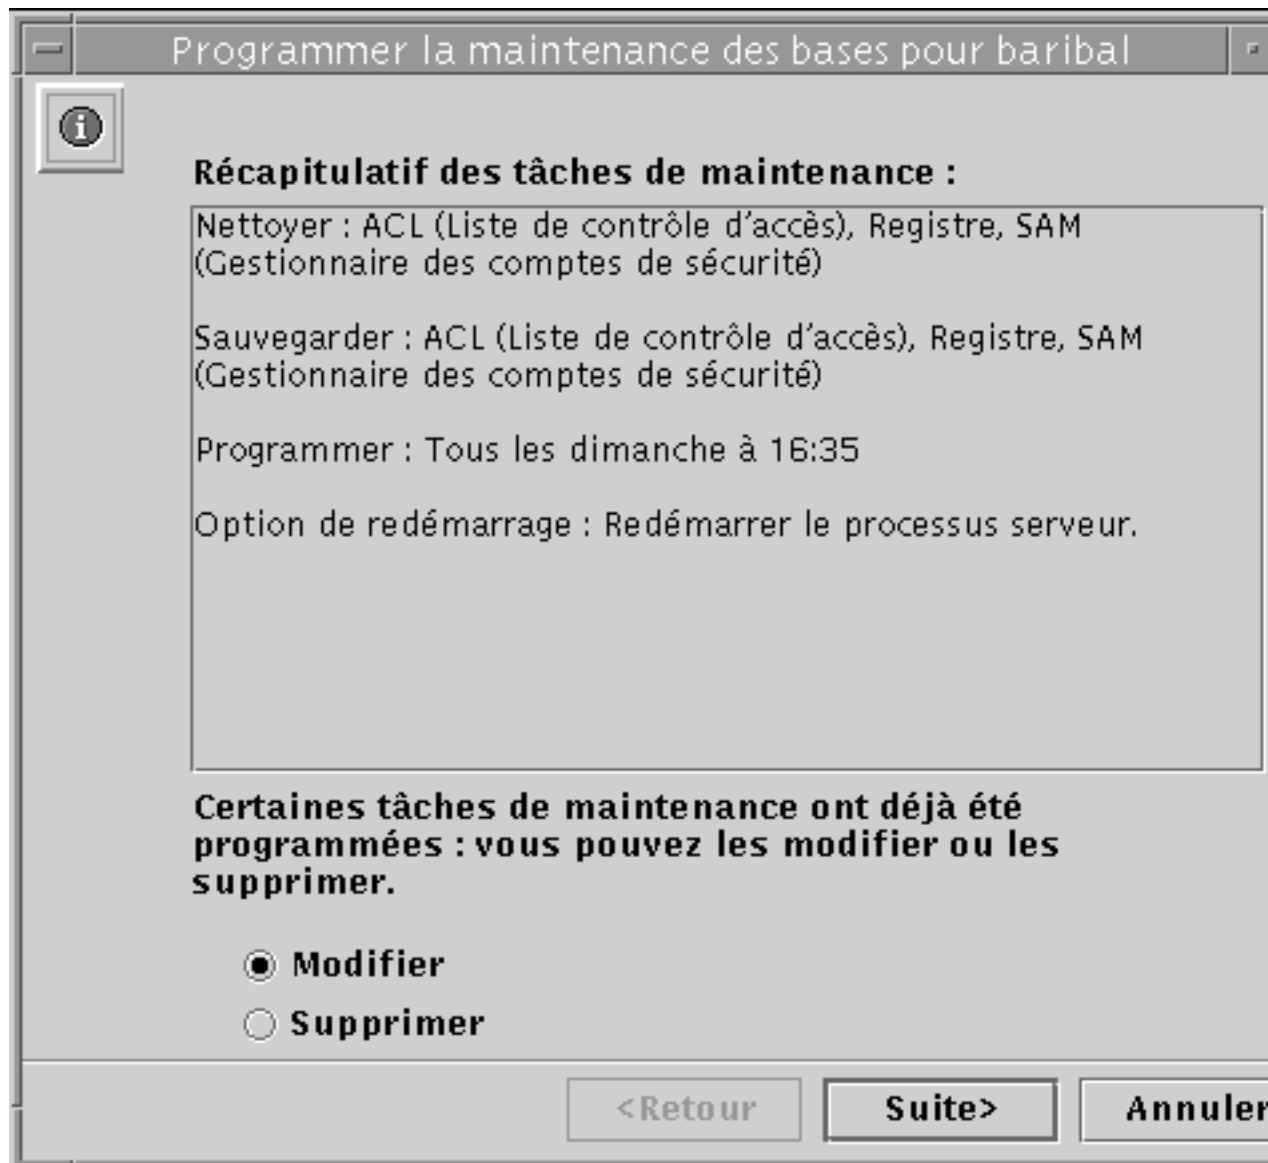 Programmer la maintenance des bases pour baribal
Récapitulatif des tâches de maintenance :
Nettoyer : ACL (Liste de contrôle d'accès), Registre, SAM
(Gestionnaire des comptes de sécurité)
Sauvegarder : ACL (Liste de contrôle d'accès), Registre, SAM
(Gestionnaire des comptes de sécurité)
Programmer : Tous les dimanche à 16:35
Option de redémarrage : Redémarrer le processus serveur.
Certaines tâches de maintenance ont déjà été
programmées : vous pouvez les modifier ou les
supprimer.
Modifier
Supprimer
<Retour
Suite>
Annuler